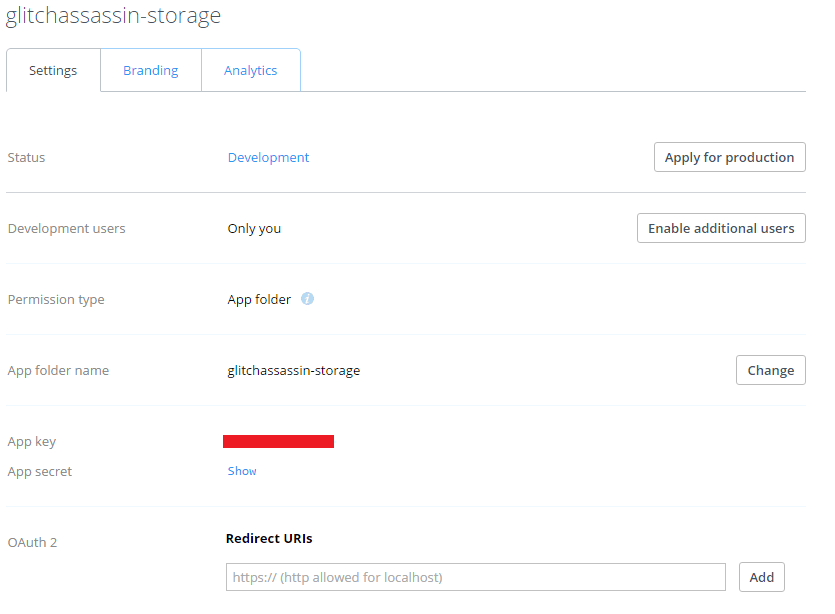 glitchassassin-storage
Settings Branding Analytics
Status Development Apply for production
Development users Only you Enable additional users
Permission type App folder i
App folder name glitchassassin-storage Change
App key
App secret Show
OAuth 2 Redirect URIs
https:// (http allowed for localhost) Add